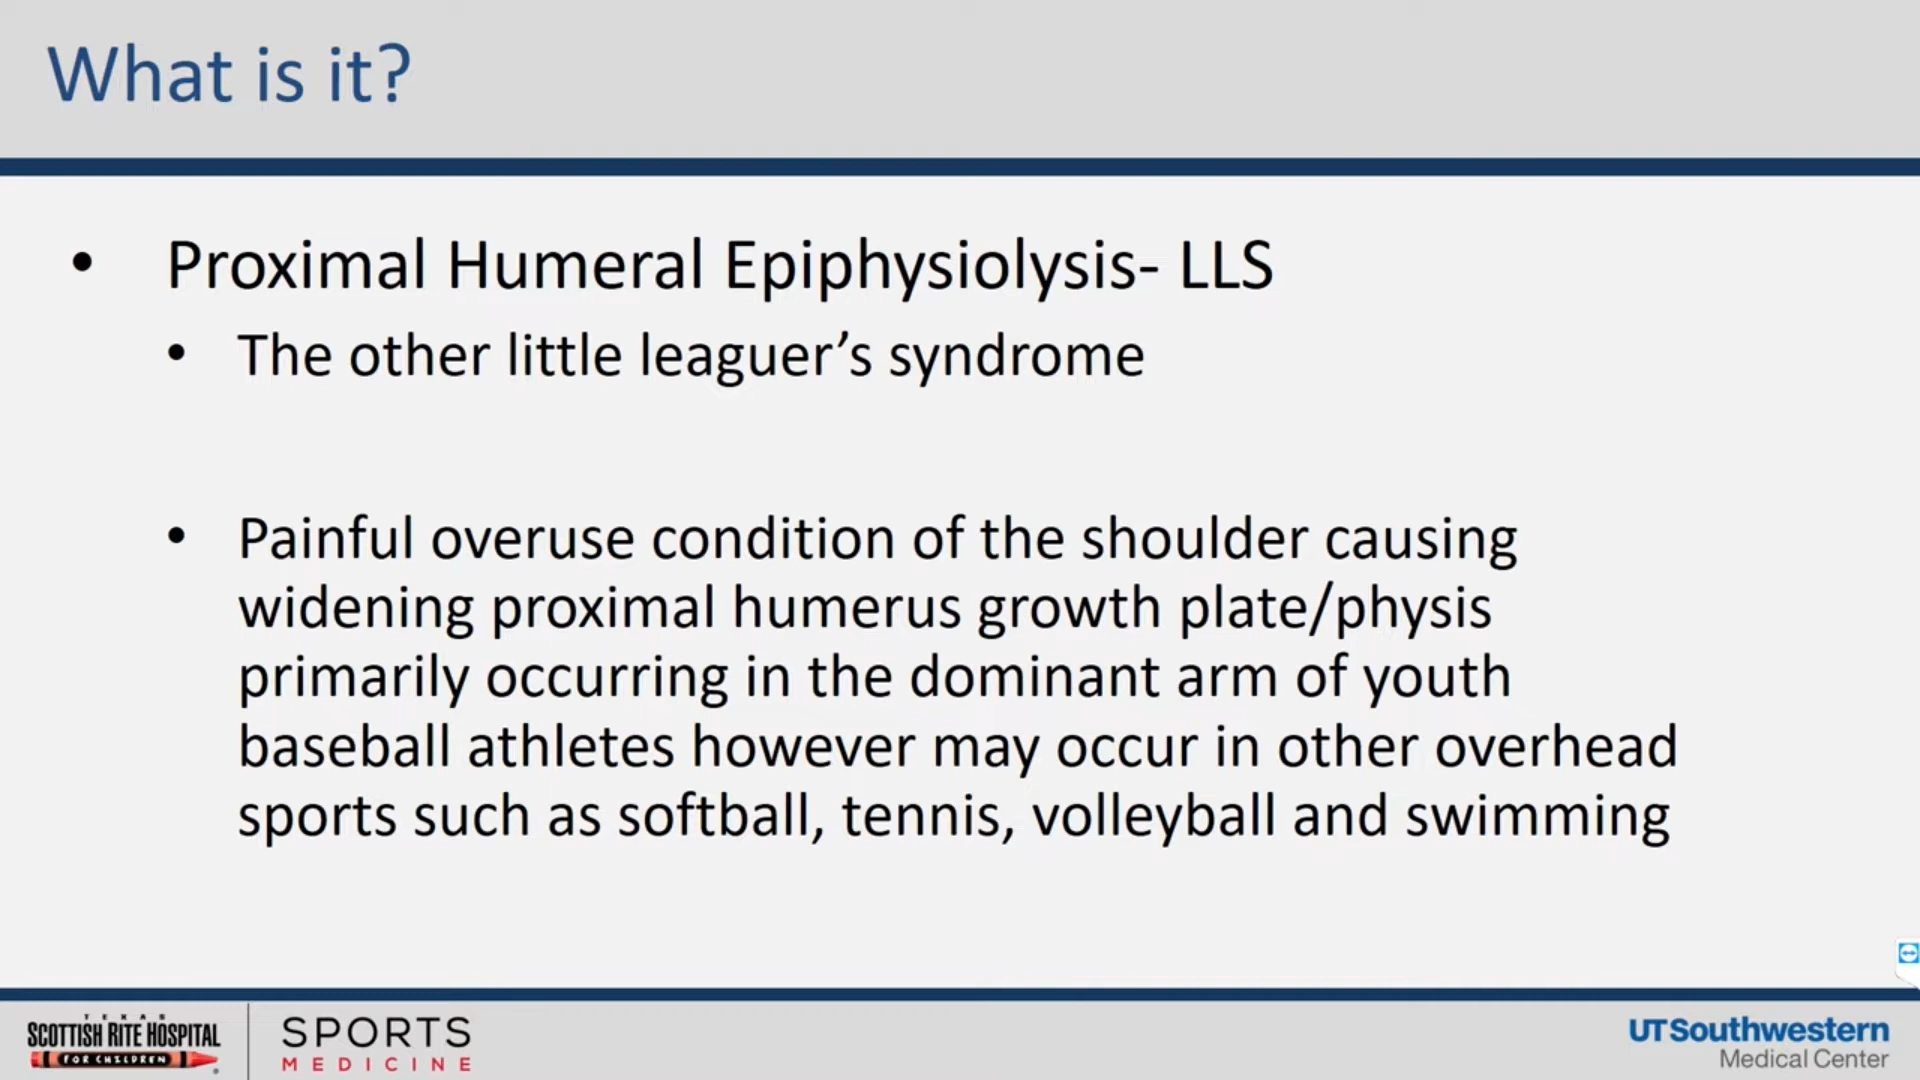 What is it?
• Proximal Humeral Epiphysiolysis- LLS
• The other little leaguer’s syndrome
• Painful overuse condition of the shoulder causing
widening proximal humerus growth plate/physis
primarily occurring in the dominant arm of youth
baseball athletes however may occur in other overhead
sports such as softball, tennis, volleyball and swimming
TEXAS
SCOTTISH RITE HOSPITAL
FOR CHILDREN
SPORTS
MEDICINE
UTSouthwestern
Medical Center